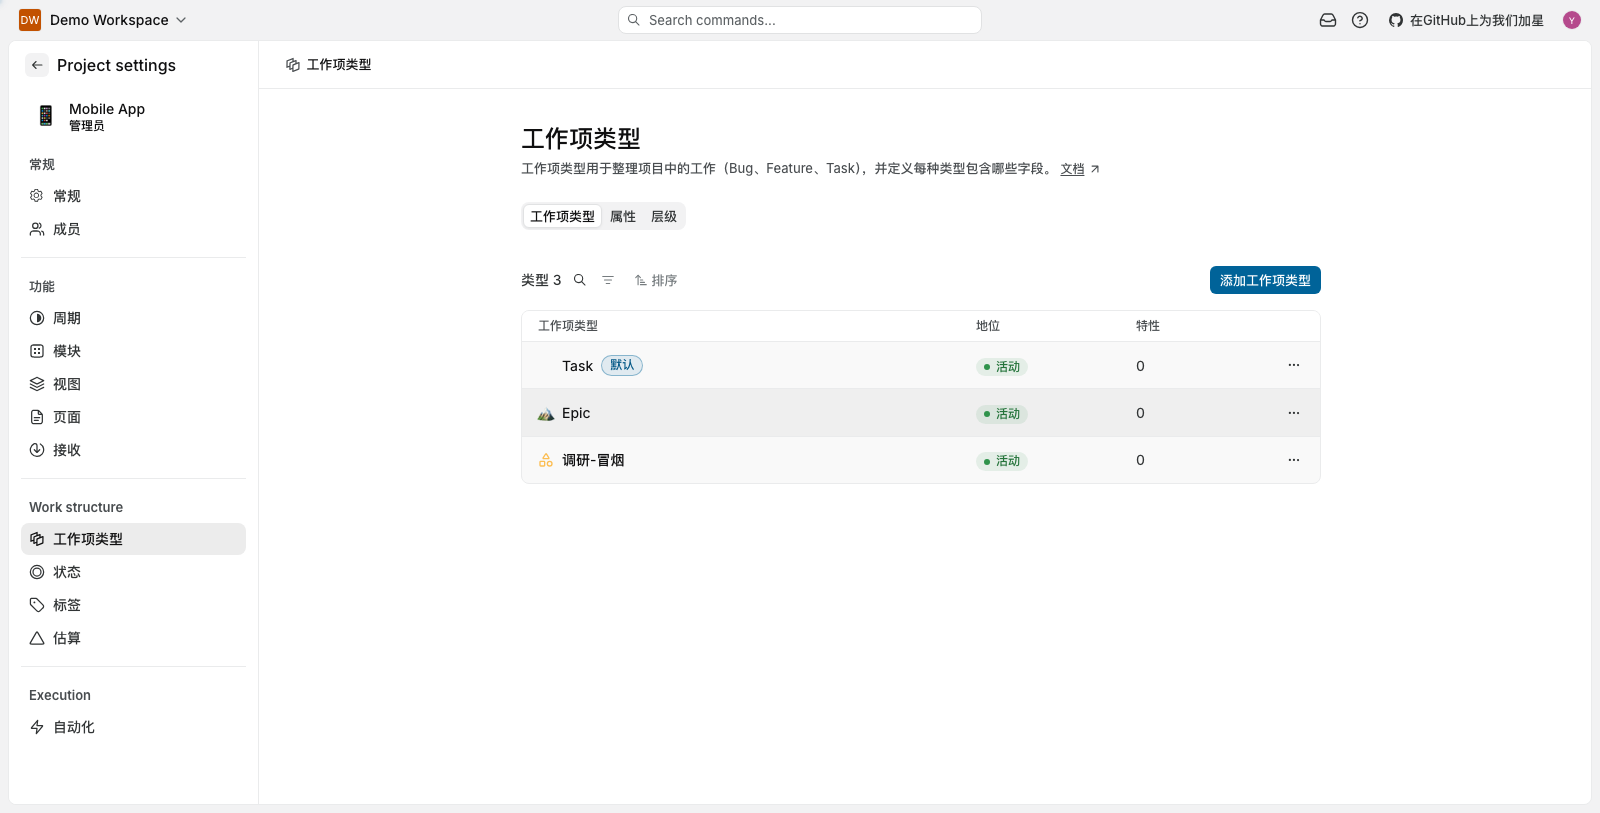 DW Demo Workspace
Search commands...
在GitHub上为我们加星
Y
Project settings
Mobile App
管理员
常规
常规
成员
功能
周期
模块
视图
页面
接收
Work structure
工作项类型
状态
标签
估算
Execution
自动化
工作项类型
工作项类型
工作项类型用于整理项目中的工作（Bug、Feature、Task），并定义每种类型包含哪些字段。 文档
工作项类型 属性 层级
类型 3 排序 添加工作项类型
工作项类型 地位 特性
Task 默认 活动 0
Epic 活动 0
调研-冒烟 活动 0